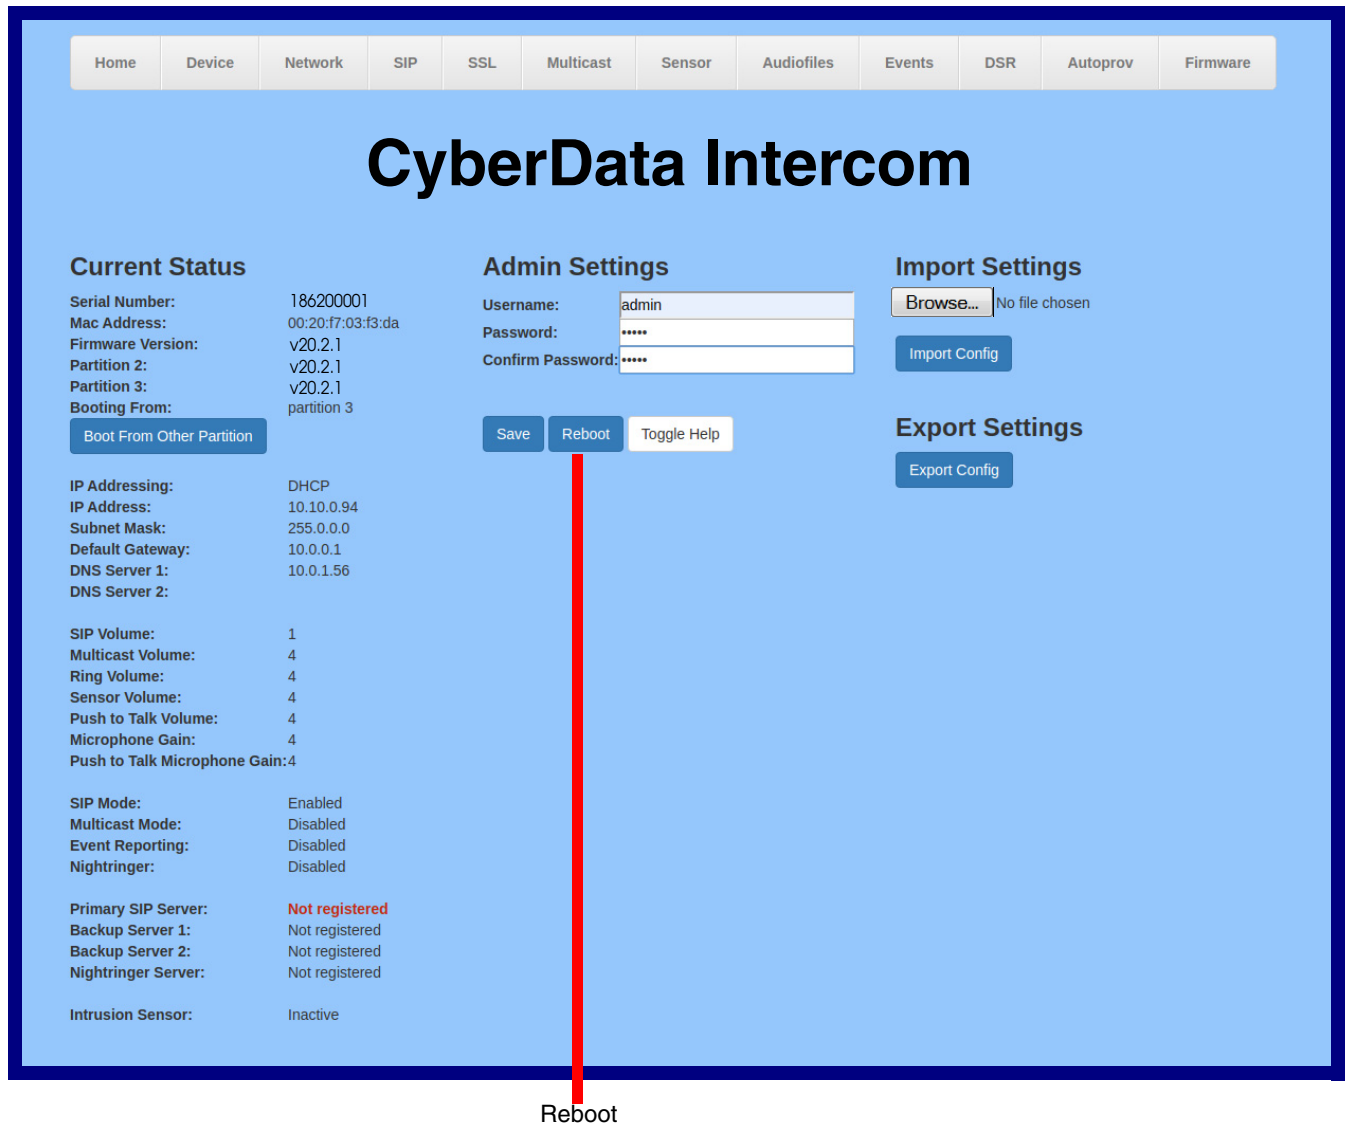 Home Device Network SIP SSL Multicast Sensor Audiofiles Events DSR Autoprov Firmware
CyberData Intercom
Current Status
Serial Number: 186200001
Mac Address: 00:20:f7:03:f3:da
Firmware Version: v20.2.1
Partition 2: v20.2.1
Partition 3: v20.2.1
Booting From: partition 3
Boot From Other Partition
IP Addressing: DHCP
IP Address: 10.10.0.94
Subnet Mask: 255.0.0.0
Default Gateway: 10.0.0.1
DNS Server 1: 10.0.1.56
DNS Server 2:
SIP Volume: 1
Multicast Volume: 4
Ring Volume: 4
Sensor Volume: 4
Push to Talk Volume: 4
Microphone Gain: 4
Push to Talk Microphone Gain: 4
SIP Mode: Enabled
Multicast Mode: Disabled
Event Reporting: Disabled
Nightringer: Disabled
Primary SIP Server: Not registered
Backup Server 1: Not registered
Backup Server 2: Not registered
Nightringer Server: Not registered
Intrusion Sensor: Inactive
Admin Settings
Username: admin
Password: •••••
Confirm Password: •••••
Save Reboot Toggle Help
Import Settings
Browse... No file chosen
Import Config
Export Settings
Export Config
Reboot